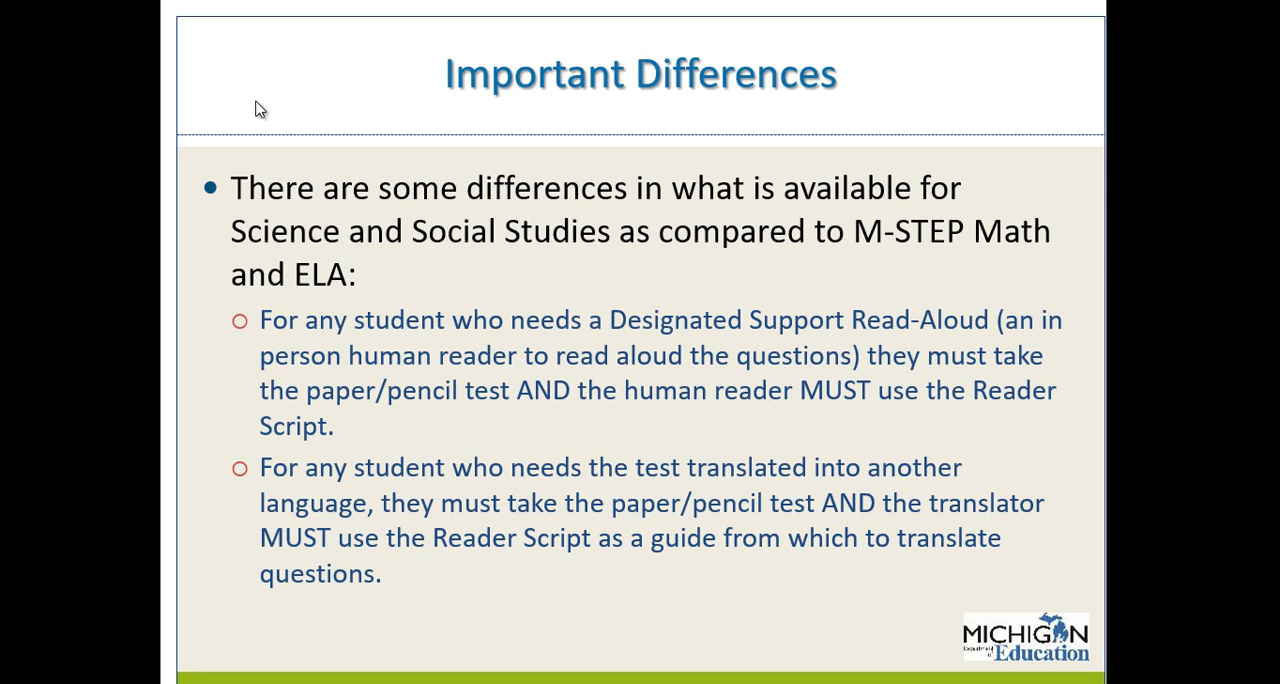 Important Differences
• There are some differences in what is available for
Science and Social Studies as compared to M-STEP Math
and ELA:
○ For any student who needs a Designated Support Read-Aloud (an in
person human reader to read aloud the questions) they must take
the paper/pencil test AND the human reader MUST use the Reader
Script.
○ For any student who needs the test translated into another
language, they must take the paper/pencil test AND the translator
MUST use the Reader Script as a guide from which to translate
questions.
MICHIGAN
Department
of Education